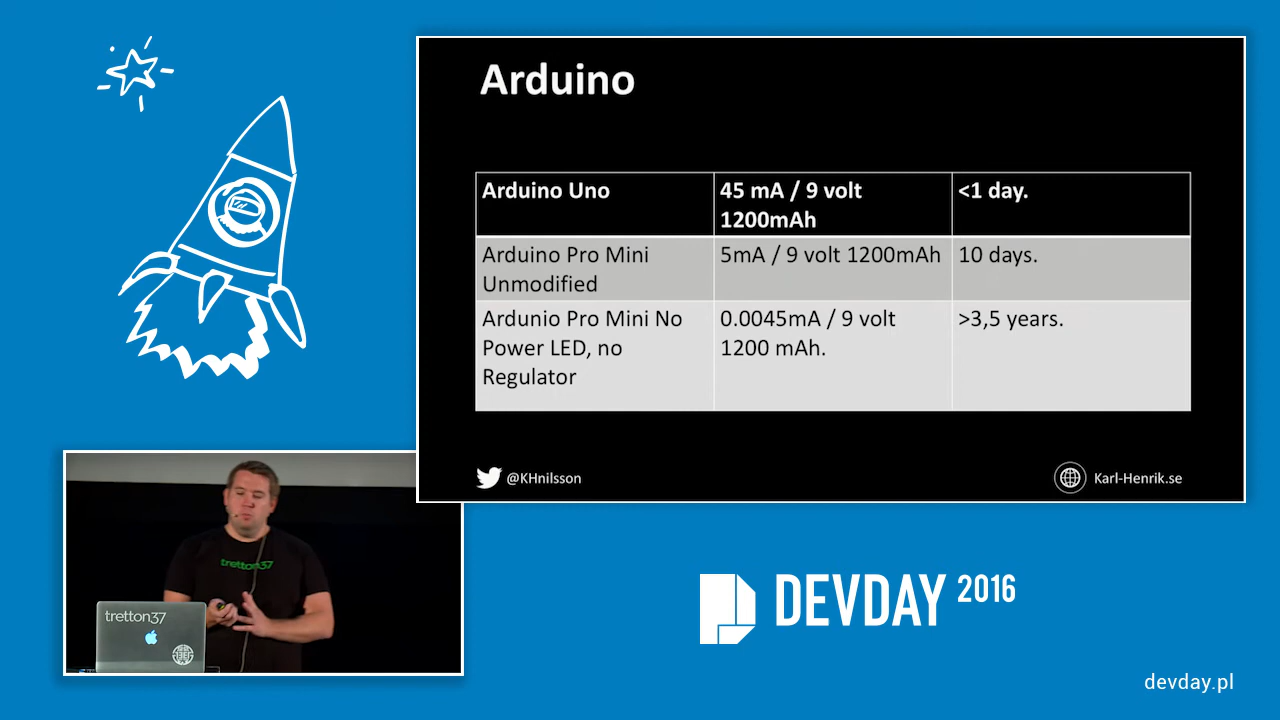 Arduino
Arduino Uno
45 mA / 9 volt
1200mAh
<1 day.
Arduino Pro Mini
Unmodified
5mA / 9 volt 1200mAh
10 days.
Ardunio Pro Mini No
Power LED, no
Regulator
0.0045mA / 9 volt
1200 mAh.
>3,5 years.
@KHnilsson
Karl-Henrik.se
tretton37
tretton37
DEVDAY 2016
devday.pl